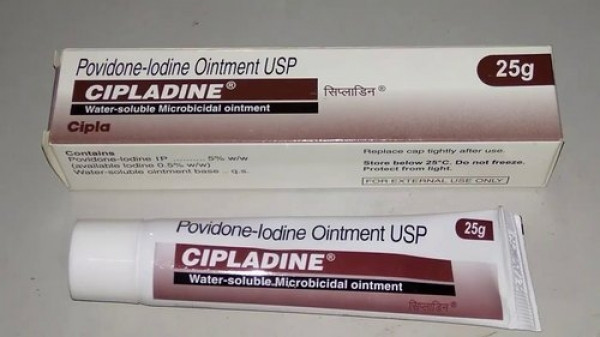 Povidone-Iodine Ointment USP
25g
CIPLADINE®
सिप्लाडिन®
Water-soluble Microbicidal ointment
Cipla
Contains
Povidone-Iodine I.P. .......... 5% w/w
(available Iodine 0.5% w/w)
Water-soluble ointment base .. q.s.
Replace cap tightly after use.
Store below 25°C. Do not freeze.
Protect from light.
FOR EXTERNAL USE ONLY
Povidone-Iodine Ointment USP
25g
CIPLADINE®
Water-soluble Microbicidal ointment
सिप्लाडिन®